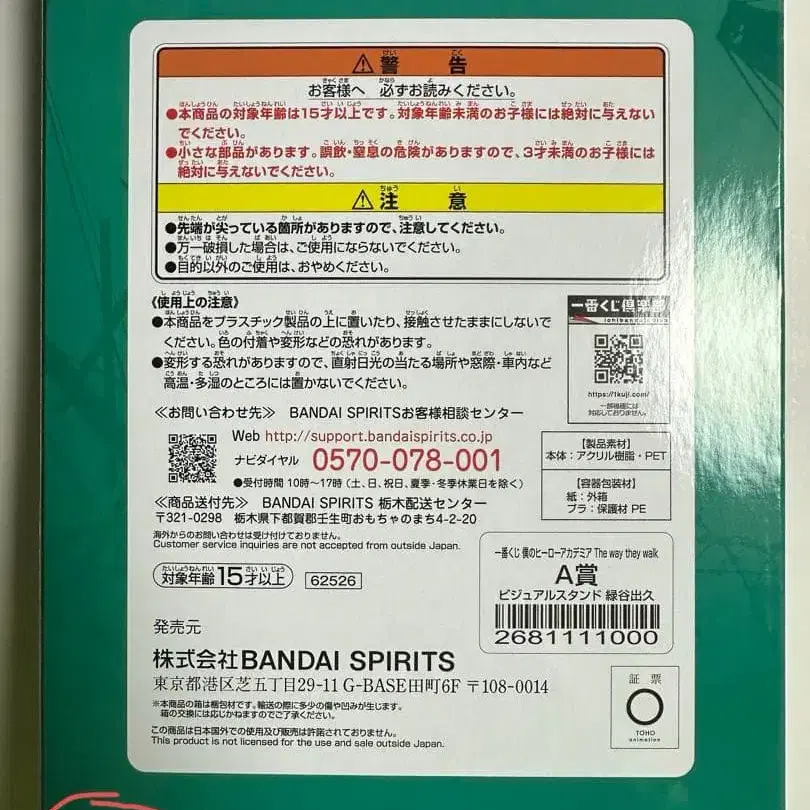 ⚠警告
お客様へ 必ずお読みください。
●本商品の対象年齢は15才以上です。対象年齢未満のお子様には絶対に与えない
でください。
●小さな部品があります。誤飲・窒息の危険がありますので、3才未満のお子様には
絶対に与えないでください。
⚠注意
●先端が尖っている箇所がありますので、注意してください。
●万一破損した場合は、ご使用にならないでください。
●目的以外のご使用は、おやめください。
《使用上の注意》
●本商品をプラスチック製品の上に置いたり、接触させたままにしないで
ください。色の付着や変形などの恐れがあります。
●変形する恐れがありますので、直射日光の当たる場所や窓際・車内など
高温・多湿のところには置かないでください。
一番くじ倶楽部
ichiban kuji club
https://1kuji.com/
一部機種には
対応しておりません。
≪お問い合わせ先≫ BANDAI SPIRITSお客様相談センター
Web http://support.bandaispirits.co.jp
ナビダイヤル 0570-078-001
●受付時間 10時~17時(土、日、祝日、夏季・冬季休業日を除く)
≪商品送付先≫ BANDAI SPIRITS 栃木配送センター
〒321-0298 栃木県下都賀郡壬生町おもちゃのまち4-2-20
海外からのお問い合わせは受け付けておりません。
Customer service inquiries are not accepted from outside Japan.
【製品素材】
本体:アクリル樹脂・PET
【容器包装材】
紙:外箱
プラ:保護材 PE
対象年齢15才以上
62526
一番くじ 僕のヒーローアカデミア The way they walk
A賞
ビジュアルスタンド 緑谷出久
2681111000
発売元
株式会社BANDAI SPIRITS
東京都港区芝五丁目29-11 G-BASE田町6F 〒108-0014
※本商品の箱は梱包材です。輸送の際に多少の傷や凹みが生じます。
箱の交換には応じかねますのでご了承ください。
この商品は日本国外での使用及び販売は許諾されておりません。
This product is not licensed for the use and sale outside Japan.
証票
TOHO
animation